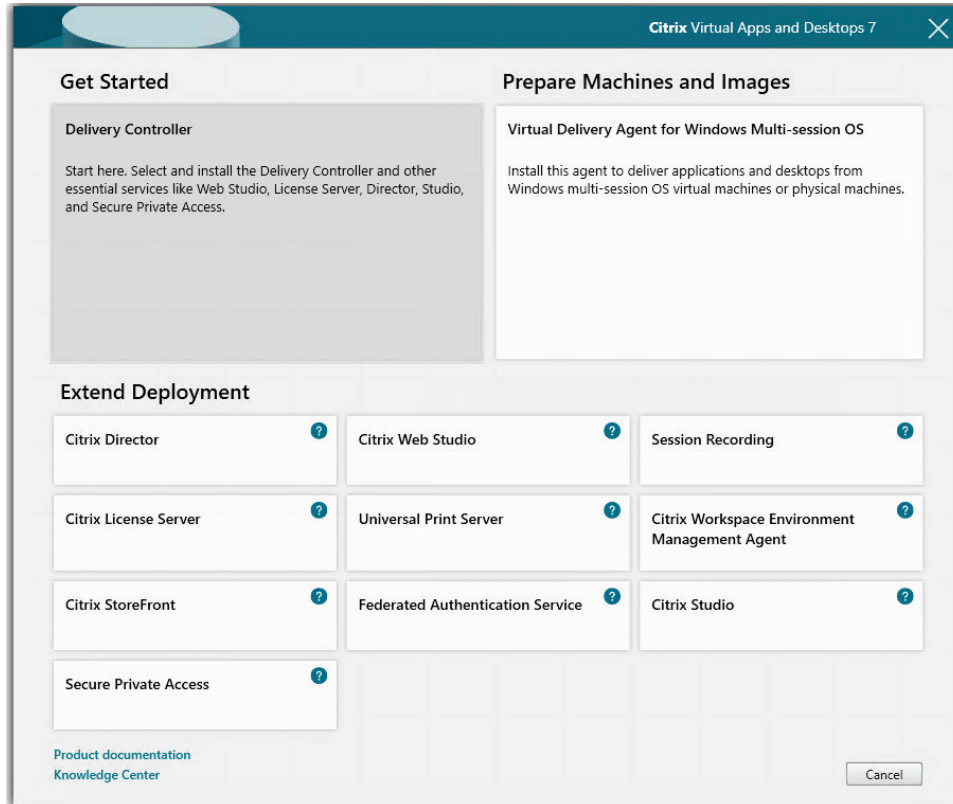 Citrix Virtual Apps and Desktops 7
Get Started
Delivery Controller
Start here. Select and install the Delivery Controller and other
essential services like Web Studio, License Server, Director, Studio,
and Secure Private Access.
Prepare Machines and Images
Virtual Delivery Agent for Windows Multi-session OS
Install this agent to deliver applications and desktops from
Windows multi-session OS virtual machines or physical machines.
Extend Deployment
Citrix Director ?
Citrix Web Studio ?
Session Recording ?
Citrix License Server ?
Universal Print Server ?
Citrix Workspace Environment ?
Management Agent
Citrix StoreFront ?
Federated Authentication Service ?
Citrix Studio ?
Secure Private Access ?
Product documentation
Knowledge Center
Cancel